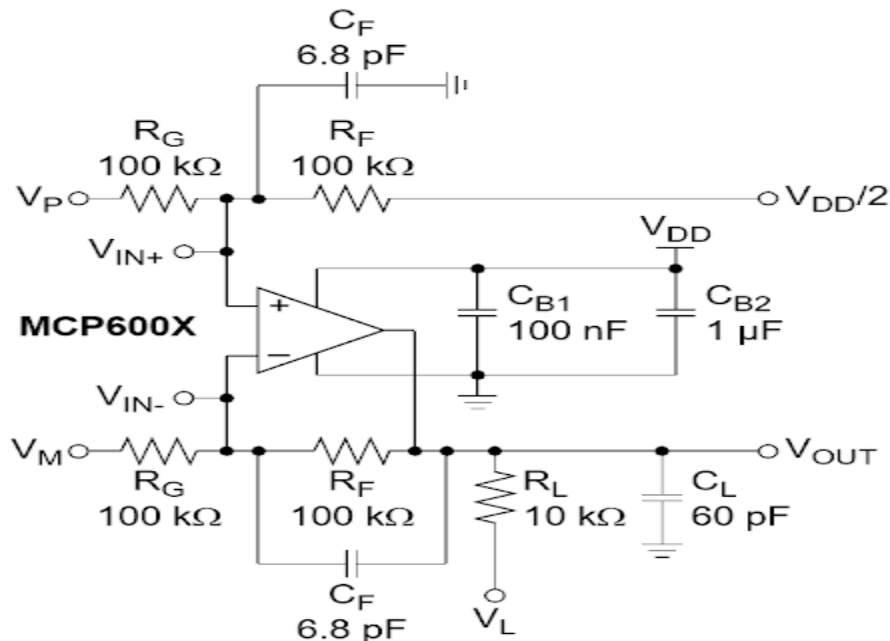 C_F
6.8 pF
R_G
100 kΩ
R_F
100 kΩ
V_P
V_DD/2
V_IN+
V_DD
+
C_B1
100 nF
C_B2
1 µF
MCP600X
−
V_IN-
V_M
V_OUT
R_G
100 kΩ
R_F
100 kΩ
R_L
10 kΩ
C_L
60 pF
C_F
6.8 pF
V_L